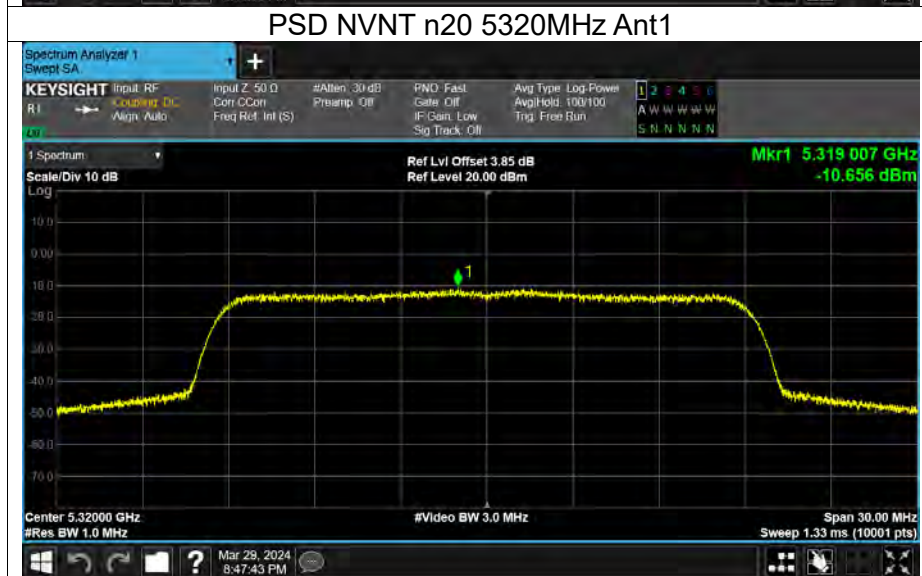 PSD NVNT n20 5320MHz Ant1
Spectrum Analyzer 1
Swept SA
+
KEYSIGHT Input: RF
Coupling: DC
Align: Auto
Input Z: 50 Ω
Corr CCorr
Freq Ref: Int (S)
#Atten: 30 dB
Preamp: Off
PNO: Fast
Gate: Off
IF Gain: Low
Sig Track: Off
Avg Type: Log-Power
Avg|Hold: 100/100
Trig: Free Run
1 2 3 4 5 6
A W W W W W
S N N N N N
1 Spectrum
Scale/Div 10 dB
Log
Ref Lvl Offset 3.85 dB
Ref Level 20.00 dBm
Mkr1 5.319 007 GHz
-10.656 dBm
10.0
0.00
-10.0
-20.0
-30.0
-40.0
-50.0
-60.0
-70.0
1
Center 5.32000 GHz
#Res BW 1.0 MHz
#Video BW 3.0 MHz
Span 30.00 MHz
Sweep 1.33 ms (10001 pts)
?
Mar 29, 2024
8:47:43 PM